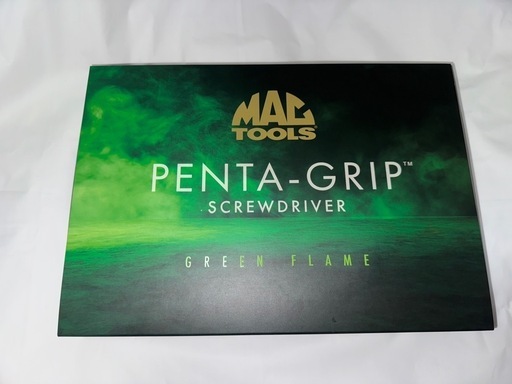 MAC
TOOLS
PENTA-GRIP™
SCREWDRIVER
GREEN FLAME